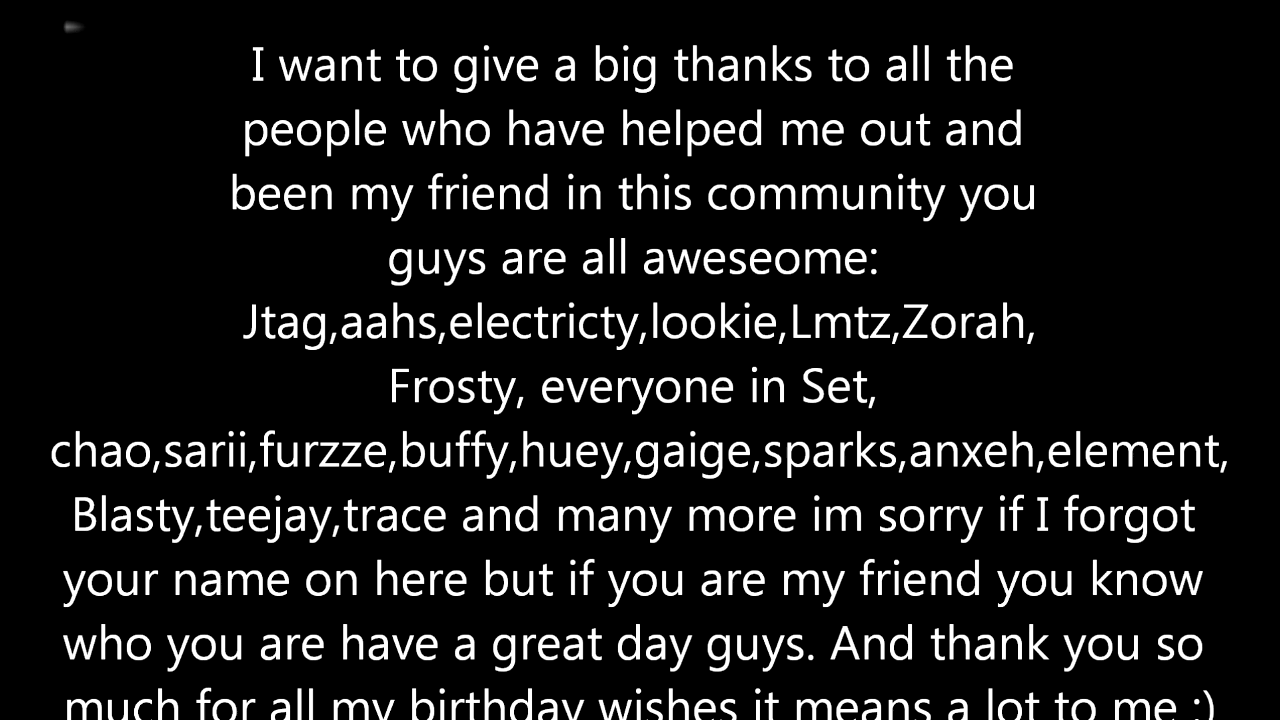 I want to give a big thanks to all the
people who have helped me out and
been my friend in this community you
guys are all aweseome:
Jtag,aahs,electricty,lookie,Lmtz,Zorah,
Frosty, everyone in Set,
chao,sarii,furzze,buffy,huey,gaige,sparks,anxeh,element,
Blasty,teejay,trace and many more im sorry if I forgot
your name on here but if you are my friend you know
who you are have a great day guys. And thank you so
much for all my birthday wishes it means a lot to me :)